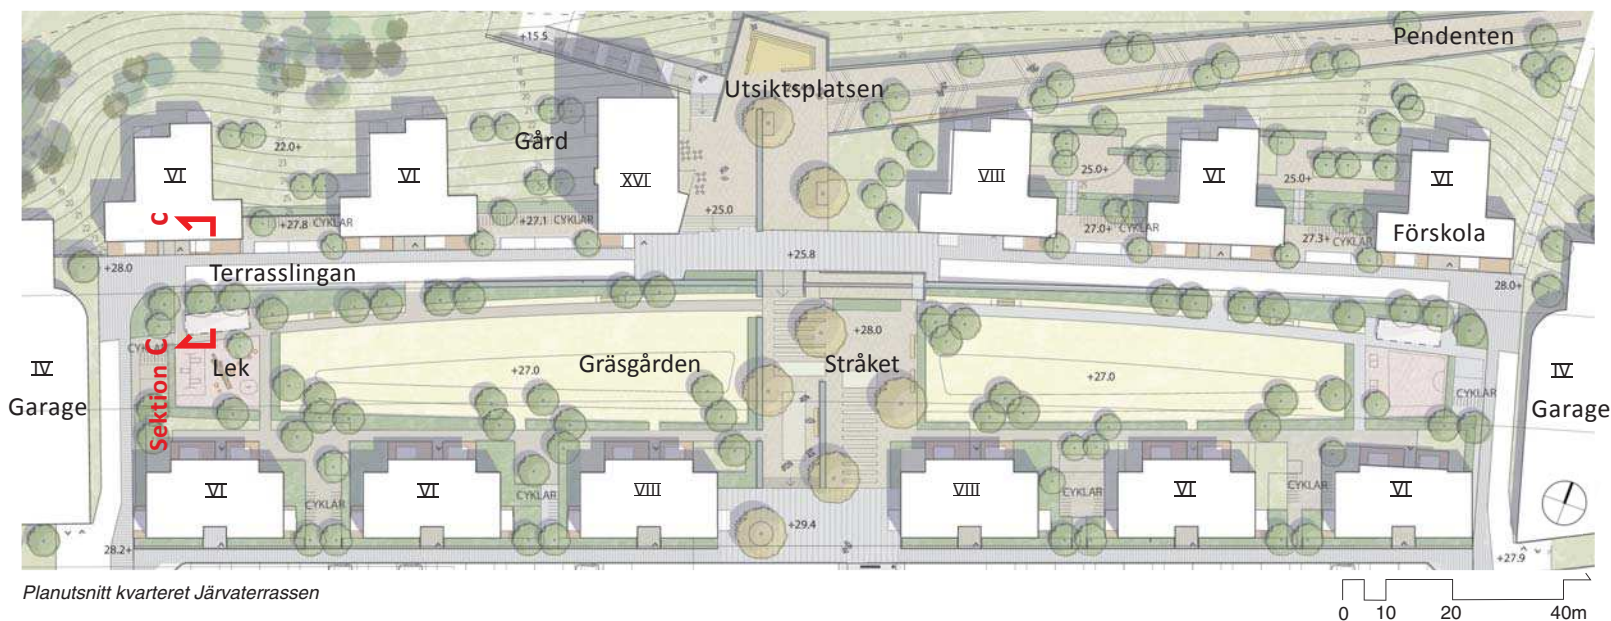 +15.5
Pendenten
Utsiktsplatsen
22.0+
Gård
VI
VI
XVI
VIII
VI
VI
25.0+
25.0+
C
+27.8 CYKLAR
+27.1 CYKLAR
+25.0
27.0+ CYKLAR
27.3+ CYKLAR
Förskola
+28.0
Terrasslingan
+25.8
28.0+
+28.0
Sektion C
Lek
+27.0
Gräsgården
Stråket
+27.0
IV
Garage
CYKLAR
IV
Garage
VI
VI
VIII
VIII
VI
VI
CYKLAR
CYKLAR
CYKLAR
CYKLAR
28.2+
+29.4
+27.9
Planutsnitt kvarteret Järvaterrassen
0 10 20 40m